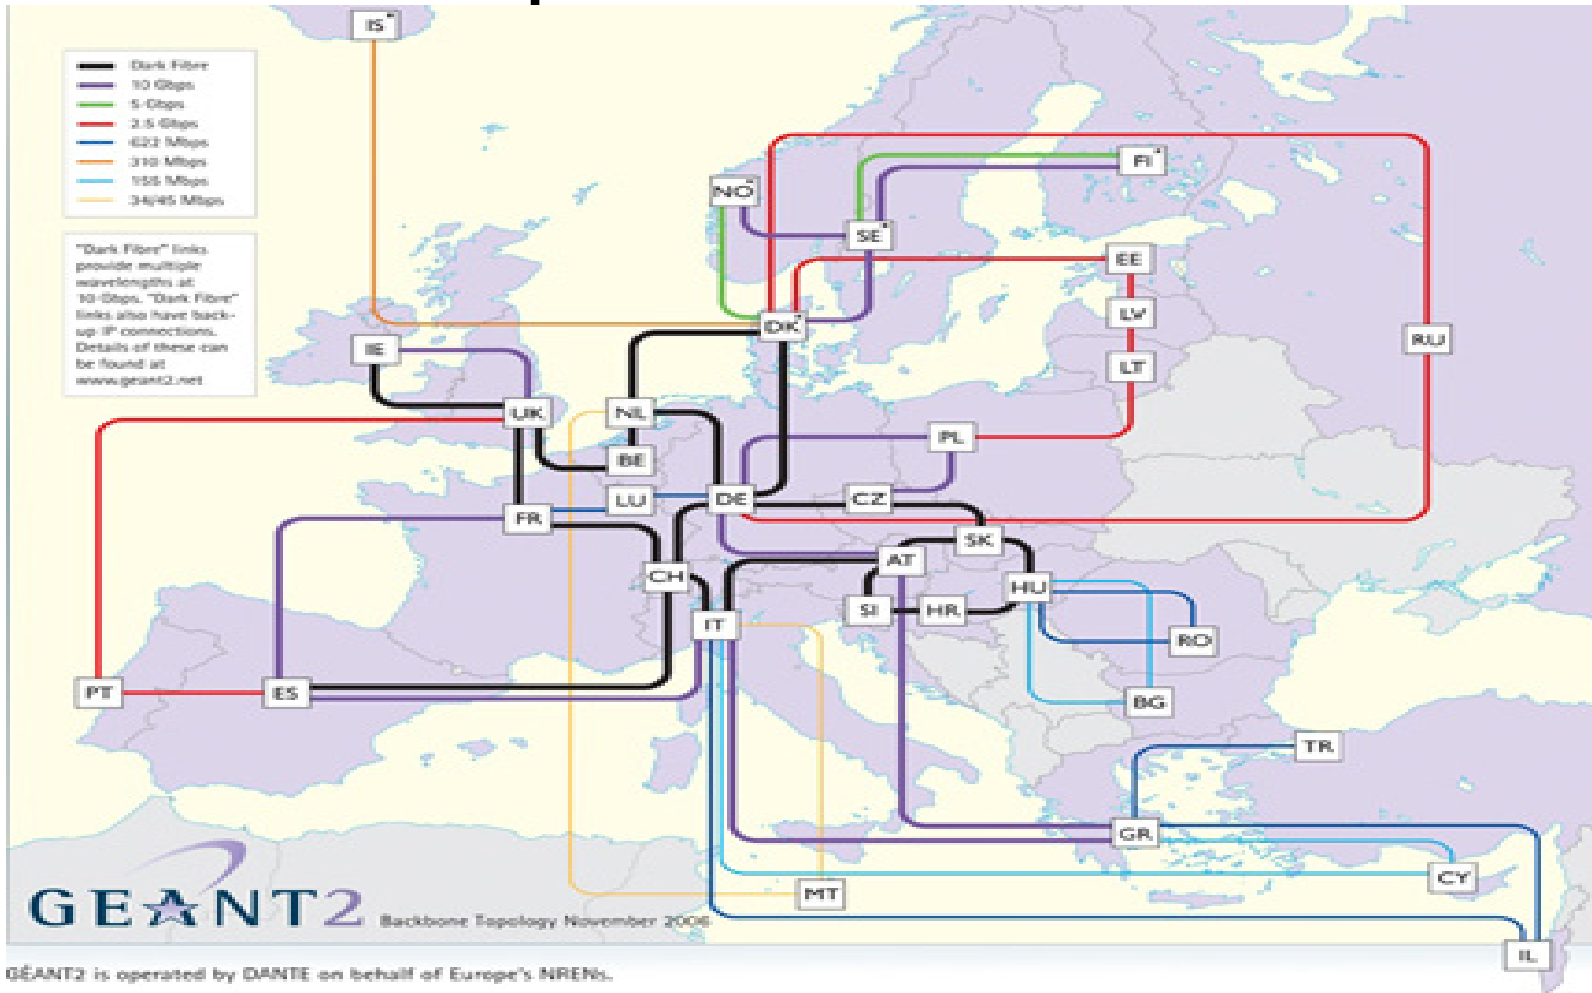 IS*
Dark Fibre
10 Gbps
5 Gbps
2.5 Gbps
622 Mbps
310 Mbps
155 Mbps
34/45 Mbps
"Dark Fibre" links
provide multiple
wavelengths at
10 Gbps. "Dark Fibre"
links also have back-
up IP connections.
Details of these can
be found at
www.geant2.net
NO*
FI*
SE*
EE
LV
DK*
RU
IE
LT
UK
NL
PL
BE
LU
DE
CZ
FR
SK
AT
CH
HU
SI
HR
IT
RO
PT
ES
BG
TR
GR
CY
MT
GEANT2
Backbone Topology November 2006
IL
GÉANT2 is operated by DANTE on behalf of Europe's NRENs.